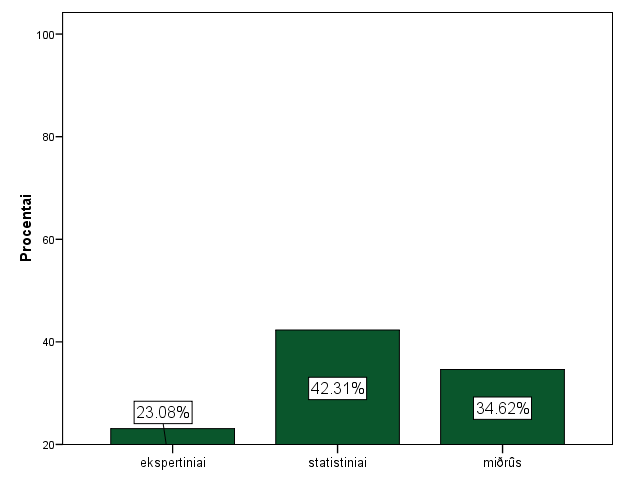 Procentai
100
80
60
40
20
23.08%
42.31%
34.62%
ekspertiniai
statistiniai
miðrûs